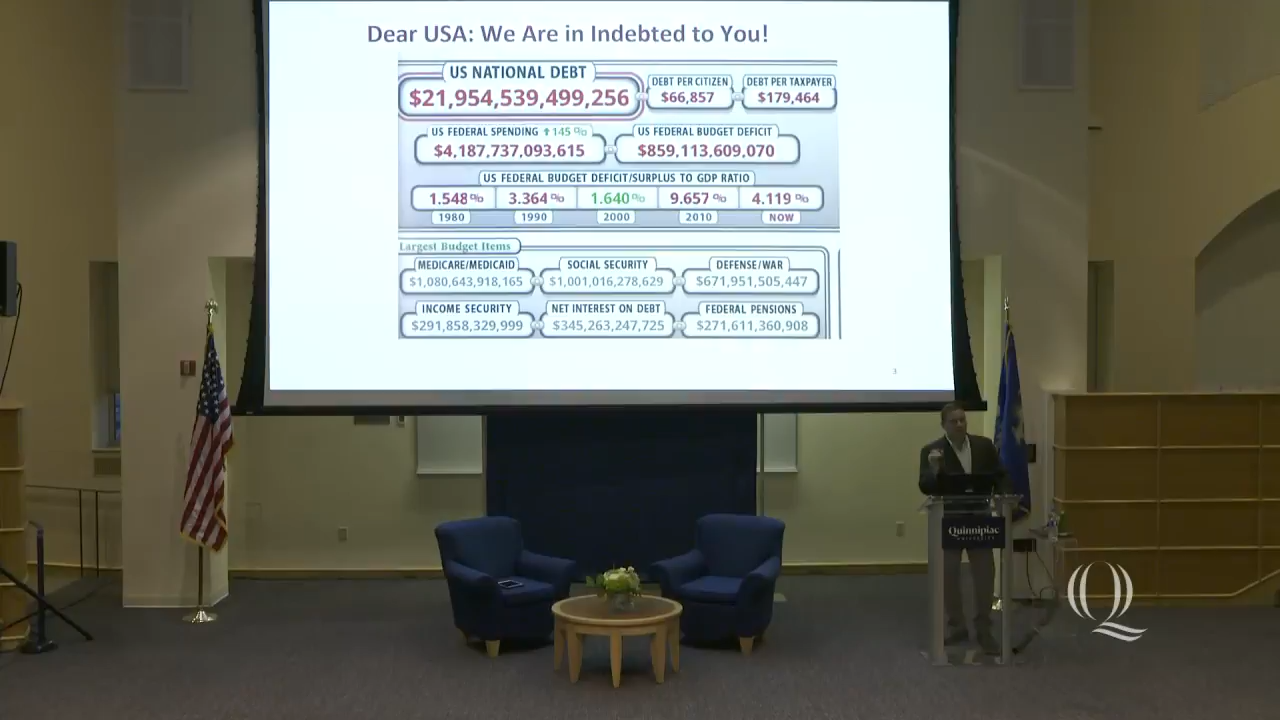 Dear USA: We Are in Indebted to You!
US NATIONAL DEBT
$21,954,539,499,256
DEBT PER CITIZEN
$66,857
DEBT PER TAXPAYER
$179,464
US FEDERAL SPENDING ↑145%
$4,187,737,093,615
US FEDERAL BUDGET DEFICIT
$859,113,609,070
US FEDERAL BUDGET DEFICIT/SURPLUS TO GDP RATIO
1.548% 3.364% 1.640% 9.657% 4.119%
1980 1990 2000 2010 NOW
Largest Budget Items
MEDICARE/MEDICAID
$1,080,643,918,165
SOCIAL SECURITY
$1,001,016,278,629
DEFENSE/WAR
$671,951,505,447
INCOME SECURITY
$291,858,329,999
NET INTEREST ON DEBT
$345,263,247,725
FEDERAL PENSIONS
$271,611,360,908
3
Quinnipiac
UNIVERSITY
Q